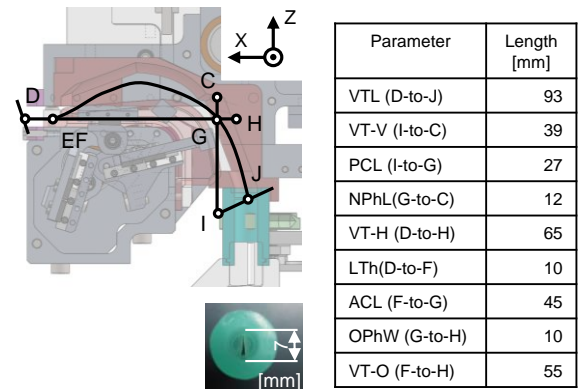 Z
X
C
D
H
EF
G
J
I
7
[mm]
Parameter Length [mm]
VTL (D-to-J) 93
VT-V (I-to-C) 39
PCL (I-to-G) 27
NPhL(G-to-C) 12
VT-H (D-to-H) 65
LTh(D-to-F) 10
ACL (F-to-G) 45
OPhW (G-to-H) 10
VT-O (F-to-H) 55